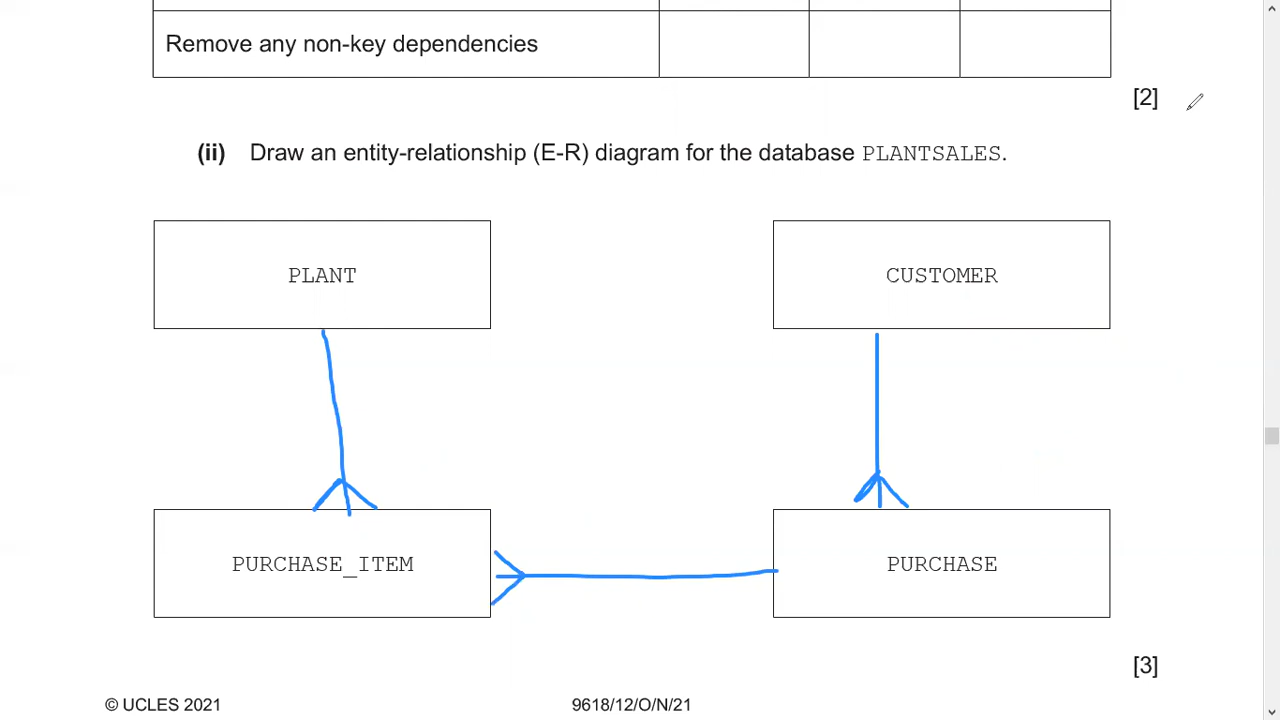 Remove any non-key dependencies
[2]
(ii) Draw an entity-relationship (E-R) diagram for the database PLANTSALES.
PLANT
CUSTOMER
PURCHASE_ITEM
PURCHASE
[3]
© UCLES 2021
9618/12/O/N/21